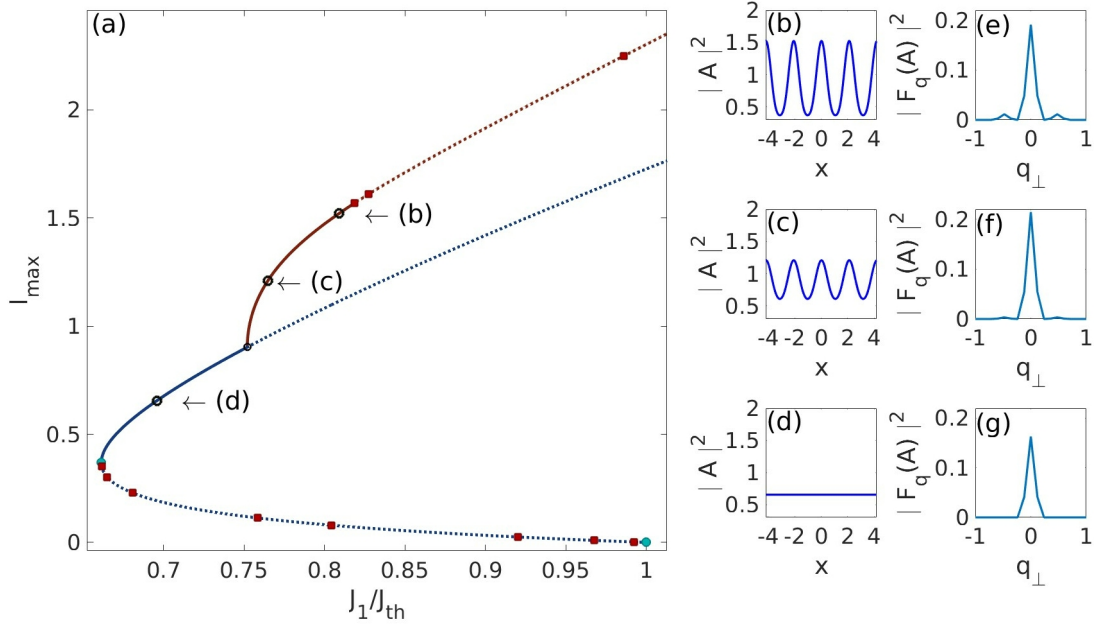 (a)
I_max
2
1.5
1
0.5
0
← (b)
← (c)
← (d)
0.7 0.75 0.8 0.85 0.9 0.95 1
J_1/J_th
(b)
| A |^2
2
1.5
1
0.5
-4 -2 0 2 4
x
(e)
| F_q(A) |^2
0.2
0.1
0
-1 0 1
q_⊥
(c)
| A |^2
2
1.5
1
0.5
-4 -2 0 2 4
x
(f)
| F_q(A) |^2
0.2
0.1
0
-1 0 1
q_⊥
(d)
| A |^2
2
1.5
1
0.5
-4 -2 0 2 4
x
(g)
| F_q(A) |^2
0.2
0.1
0
-1 0 1
q_⊥